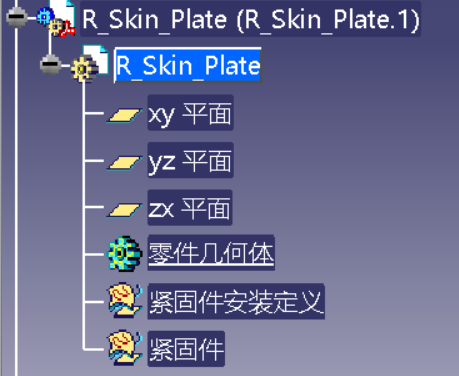 R_Skin_Plate (R_Skin_Plate.1)
R_Skin_Plate
xy 平面
yz 平面
zx 平面
零件几何体
紧固件安装定义
紧固件